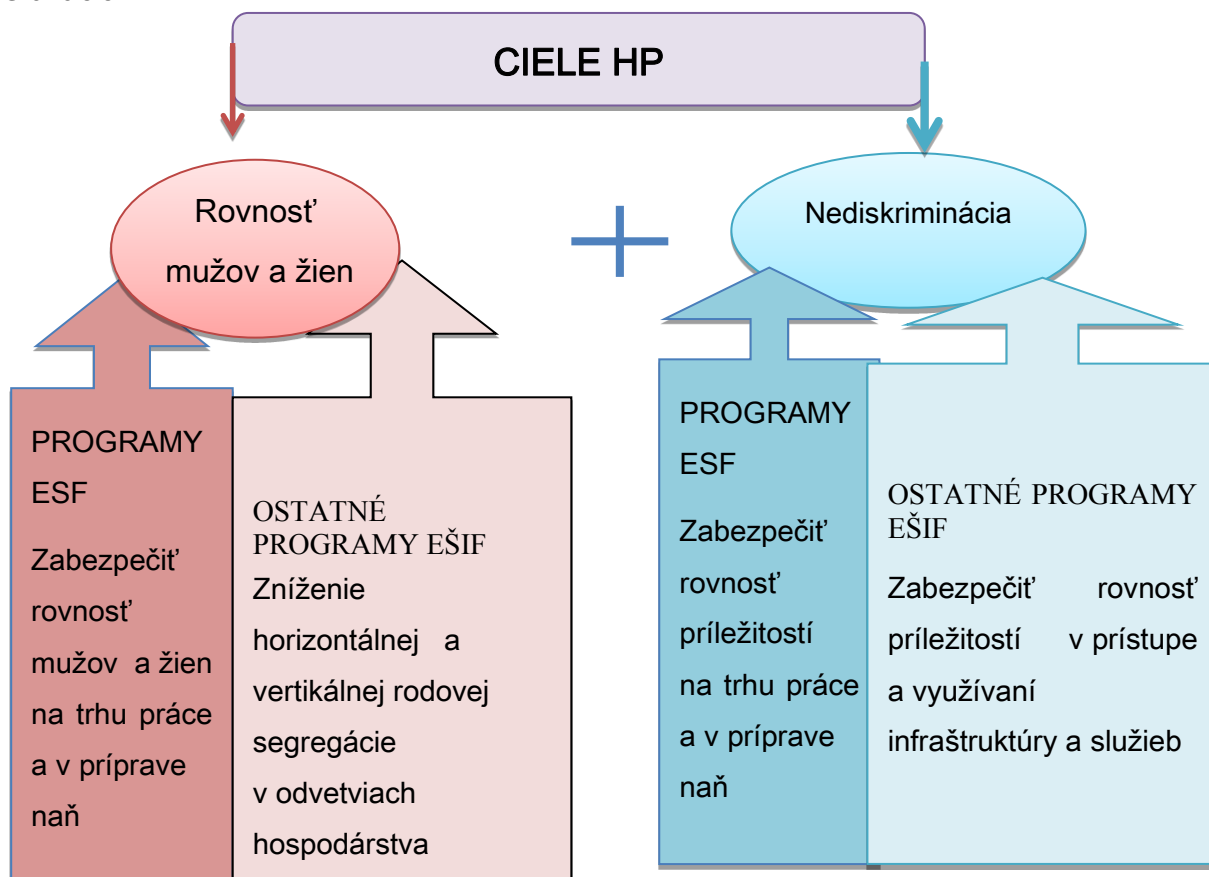 CIELE HP
Rovnosť
mužov a žien
Nediskriminácia
PROGRAMY
ESF
Zabezpečiť
rovnosť
mužov a žien
na trhu práce
a v príprave
naň
OSTATNÉ
PROGRAMY EŠIF
Zníženie
horizontálnej a
vertikálnej rodovej
segregácie
v odvetviach
hospodárstva
PROGRAMY
ESF
Zabezpečiť
rovnosť
príležitostí
na trhu práce
a v príprave
naň
OSTATNÉ PROGRAMY
EŠIF
Zabezpečiť rovnosť
príležitostí v prístupe
a využívaní
infraštruktúry a služieb